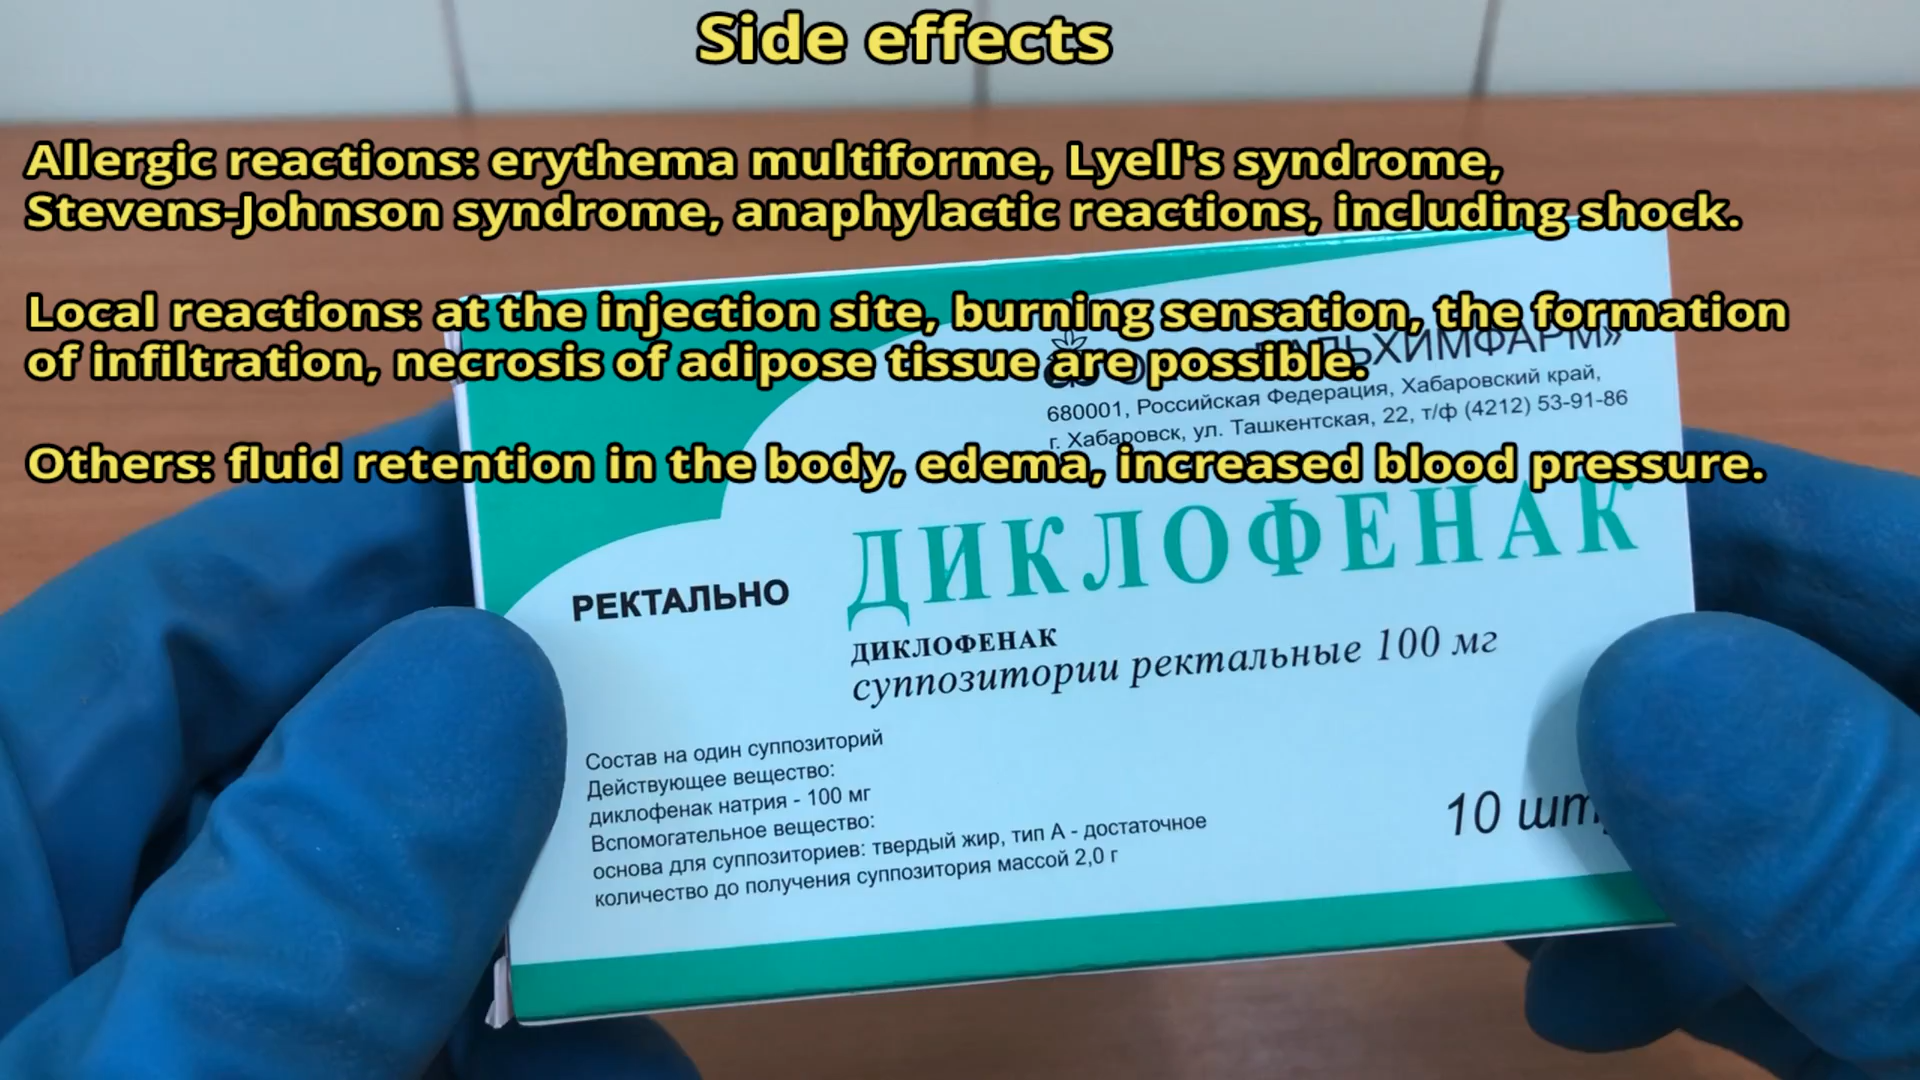 Side effects
Allergic reactions: erythema multiforme, Lyell's syndrome,
Stevens-Johnson syndrome, anaphylactic reactions, including shock.
Local reactions: at the injection site, burning sensation, the formation
of infiltration, necrosis of adipose tissue are possible.
Others: fluid retention in the body, edema, increased blood pressure.
680001, Российская Федерация, Хабаровский край,
г. Хабаровск, ул. Ташкентская, 22, т/ф (4212) 53-91-86
ДИКЛОФЕНАК
РЕКТАЛЬНО
ДИКЛОФЕНАК
суппозитории ректальные 100 мг
Состав на один суппозиторий
Действующее вещество:
диклофенак натрия - 100 мг
Вспомогательное вещество:
основа для суппозиториев: твердый жир, тип А - достаточное
количество до получения суппозитория массой 2,0 г
10 шт